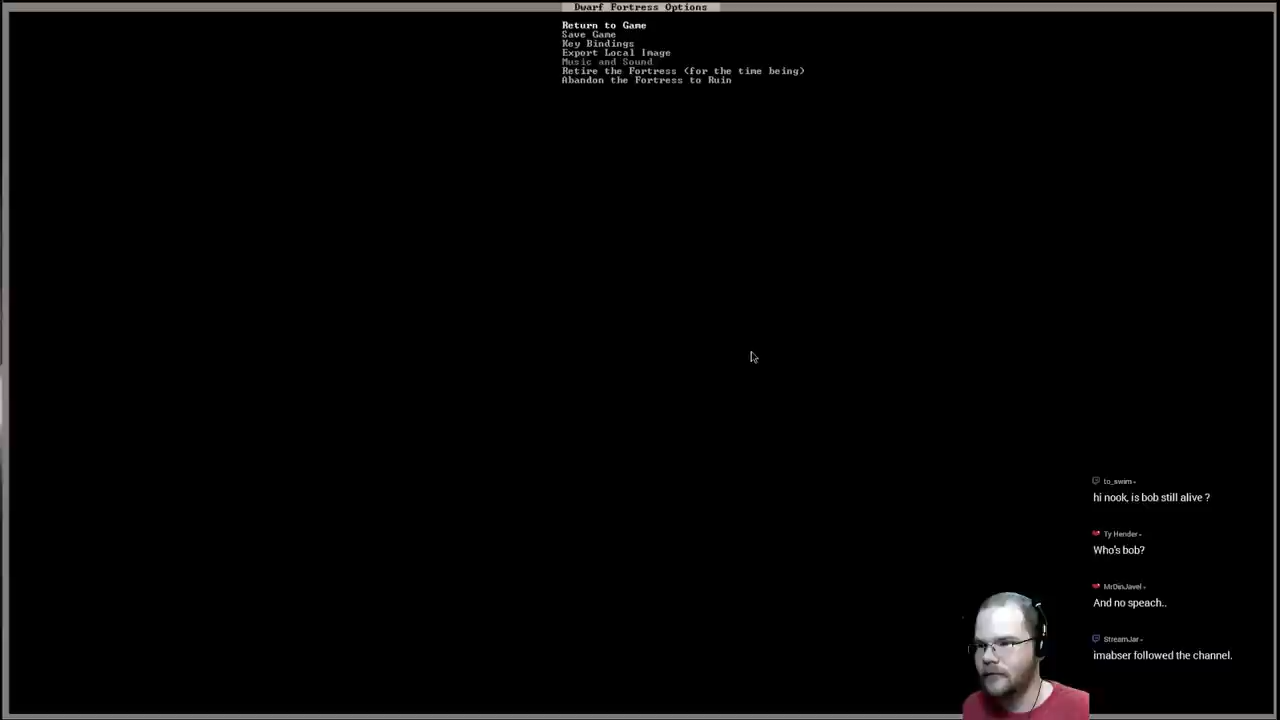 Dwarf Fortress Options
Return to Game
Save Game
Key Bindings
Export Local Image
Music and Sound
Retire the Fortress (for the time being)
Abandon the Fortress to Ruin
to_swim
hi nook, is bob still alive ?
Ty Hender
Who's bob?
MrDinJavel
And no speach..
StreamJar
imabser followed the channel.